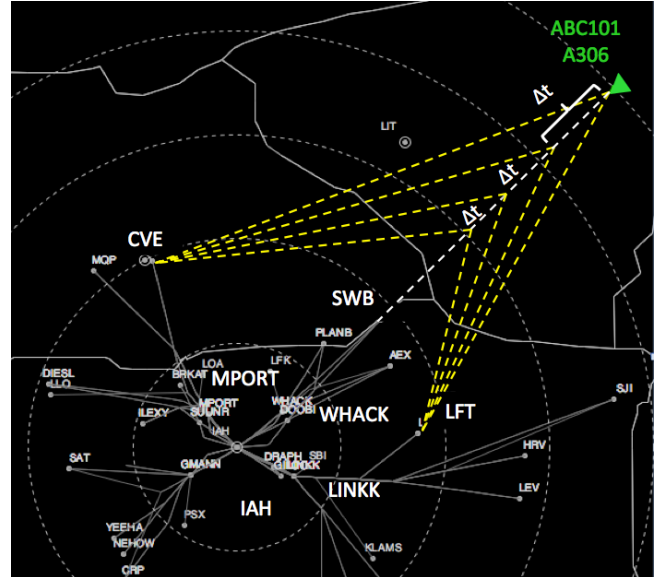 ABC101
A306
Δt
LIT
Δt
Δt
CVE
MQP
SWB
PLANB
LOA
LFK
AEX
MPORT
DIESL
LLO
BRKAT
SJI
MPORT
WHACK
WHACK
DOOBI
LFT
L
ILEXY
SUUNR
IAH
SBI
HRV
DRAPH
SAT
GMANN
LINKK
LINKK
LEV
IAH
PSX
YEEHA
NEHOW
KLAMS
CRP